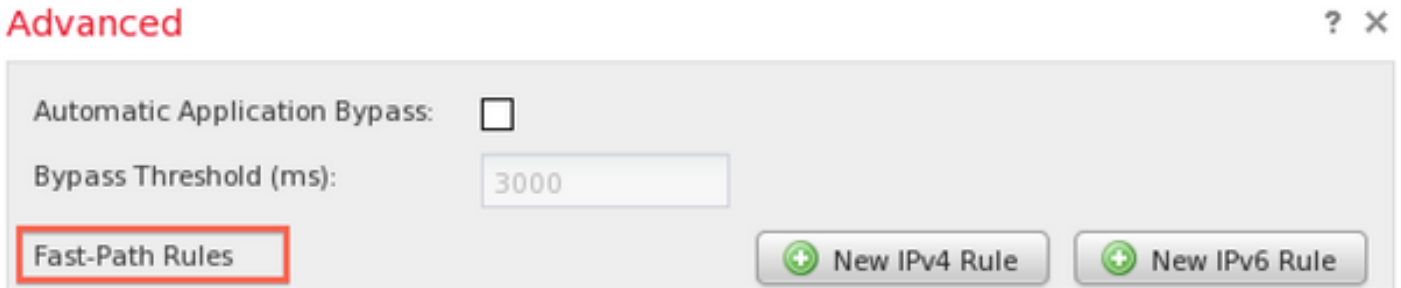 Advanced ? ×
Automatic Application Bypass:
Bypass Threshold (ms): 3000
Fast-Path Rules New IPv4 Rule New IPv6 Rule